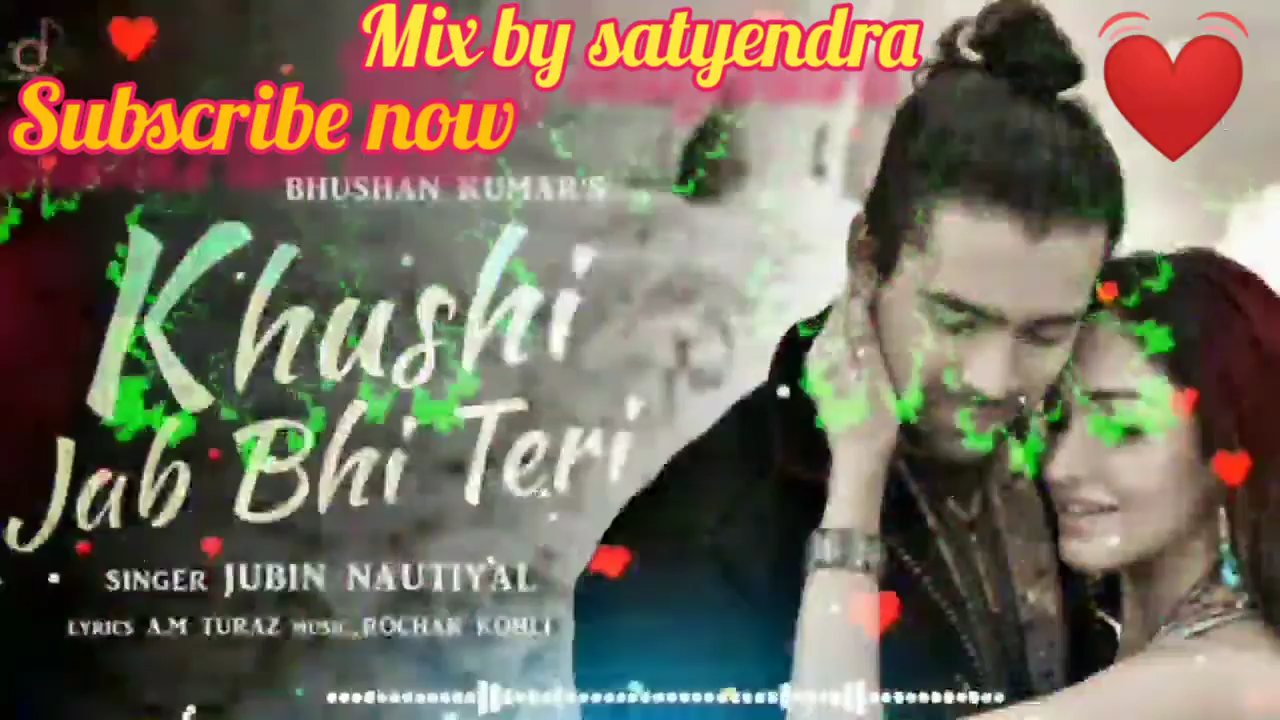 Mix by satyendra
Subscribe now
BHUSHAN KUMAR'S
Khushi
Jab Bhi Teri
SINGER JUBIN NAUTIYAL
LYRICS A.M TURAZ MUSIC ROCHAK KOHLI